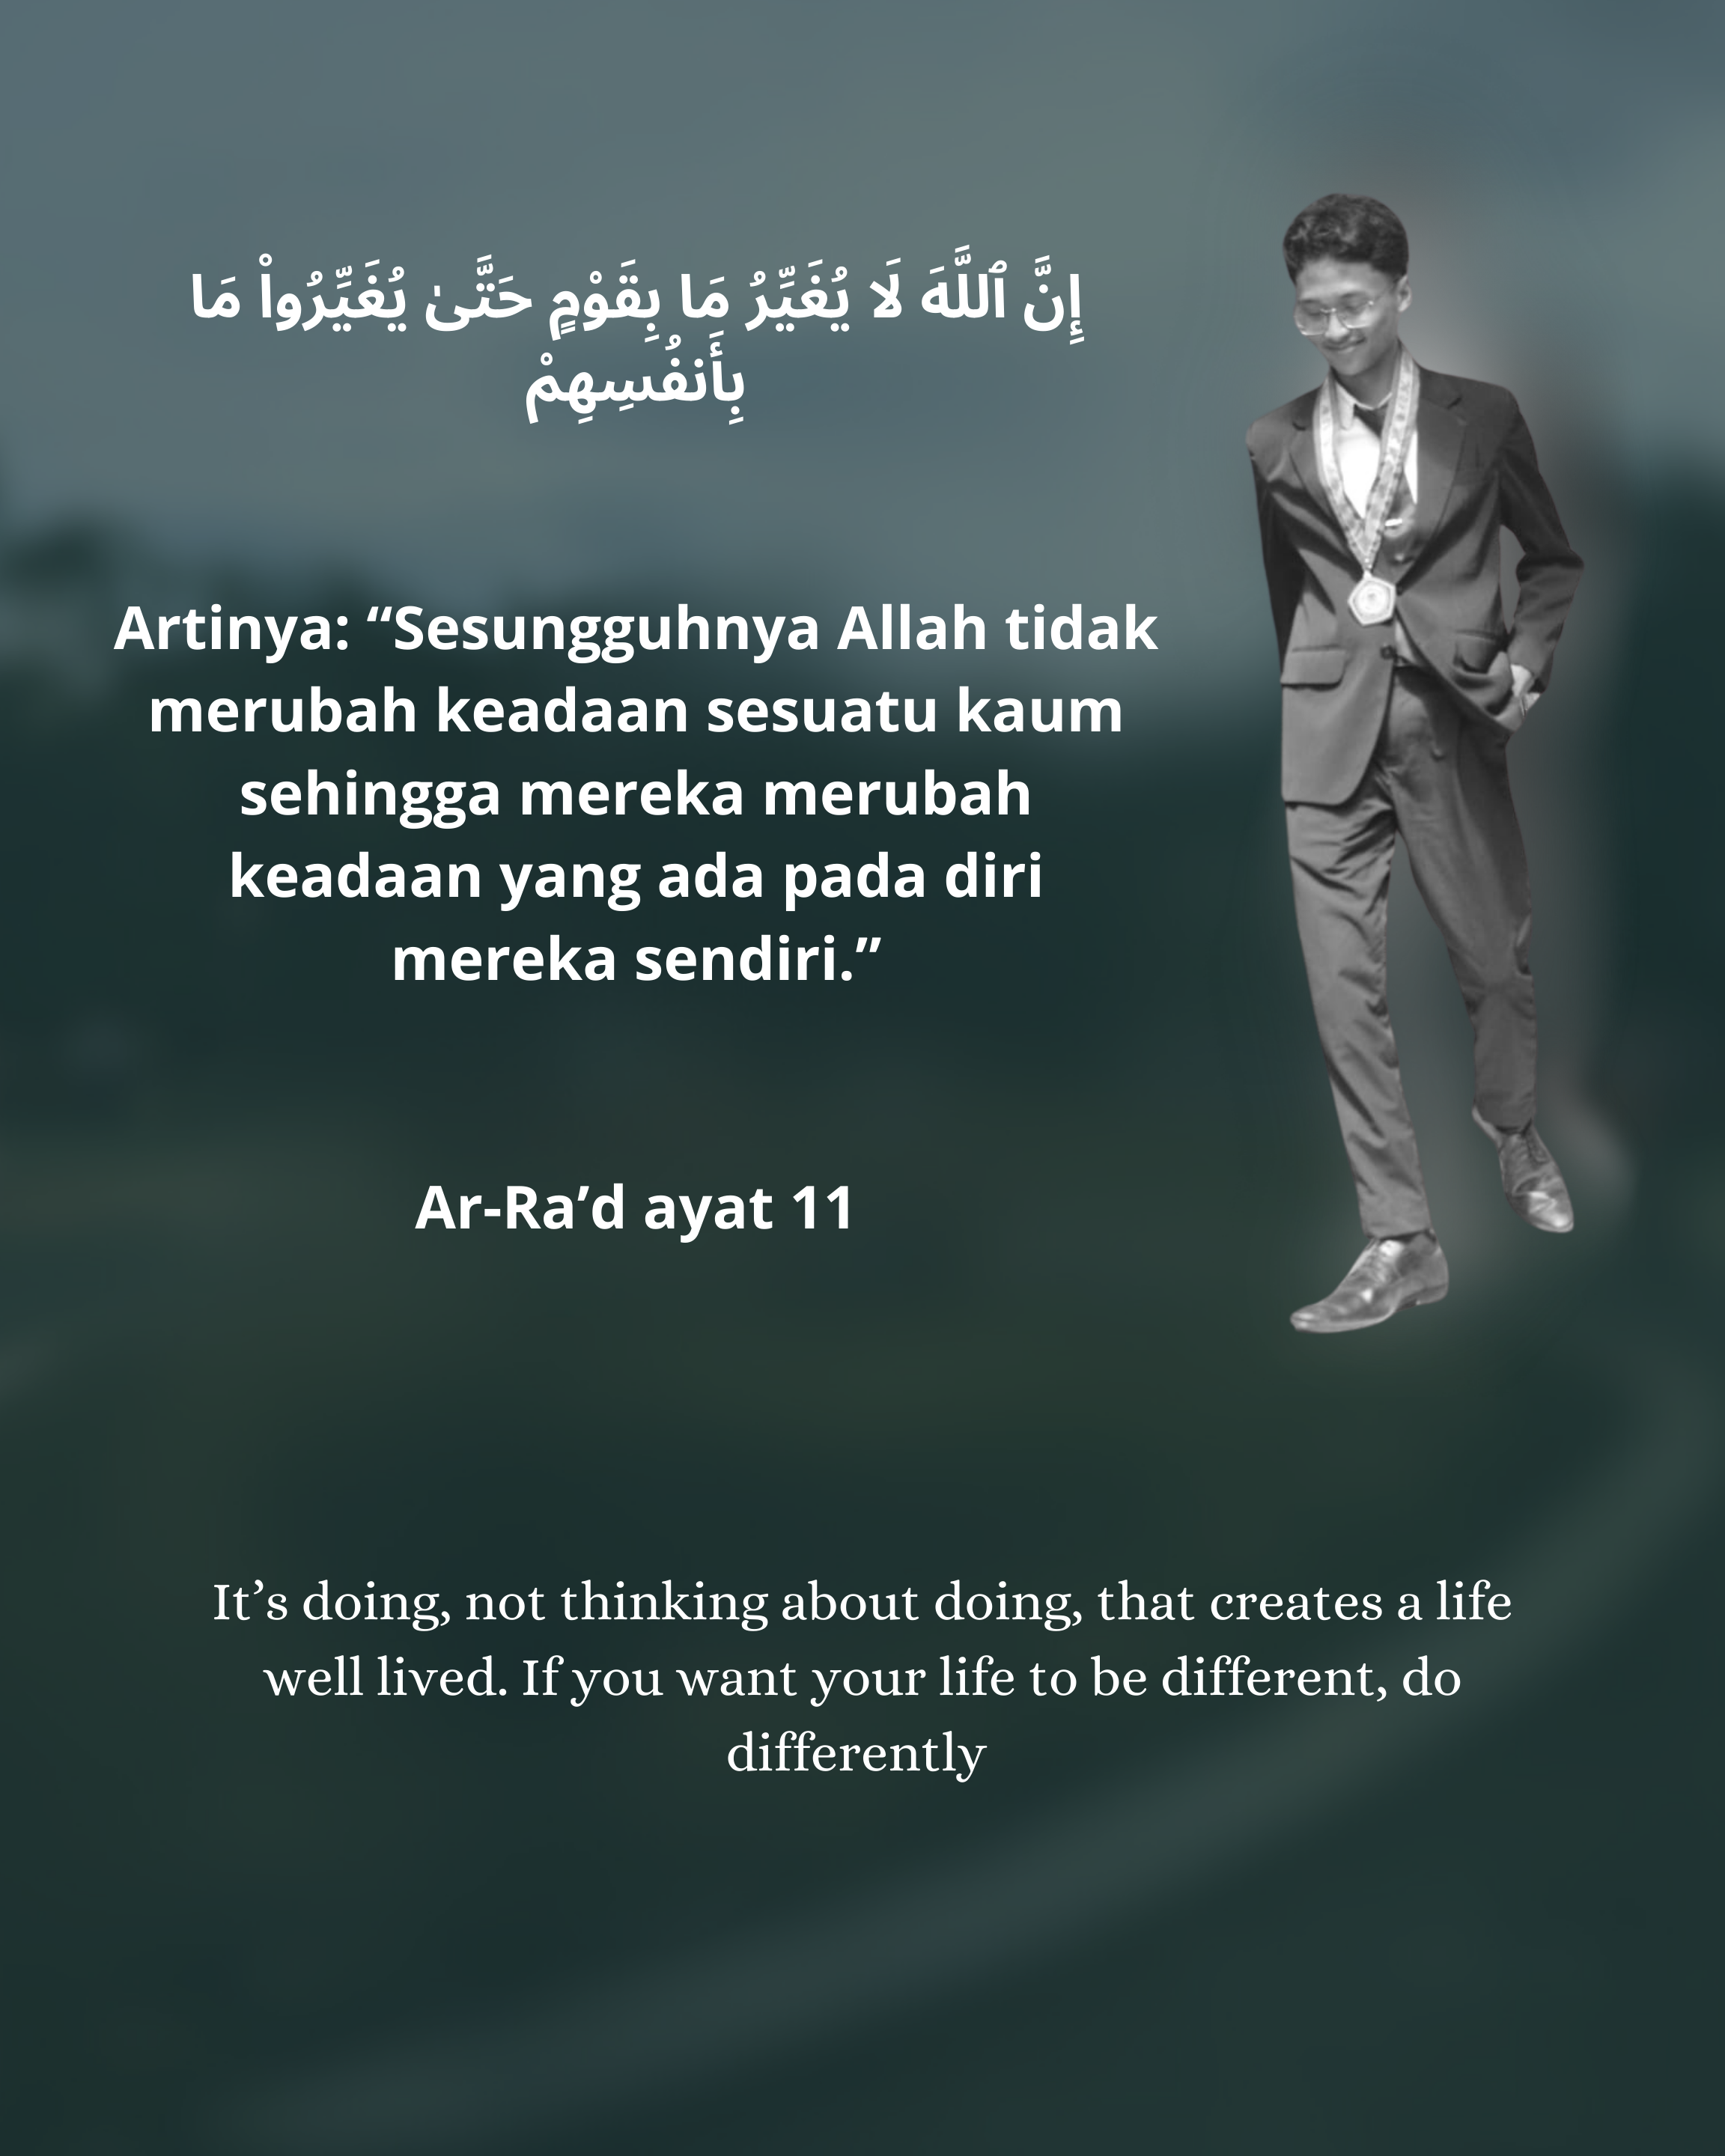 إِنَّ ٱللَّهَ لَا يُغَيِّرُ مَا بِقَوْمٍ حَتَّىٰ يُغَيِّرُوا۟ مَا
بِأَنفُسِهِمْ
Artinya: “Sesungguhnya Allah tidak
merubah keadaan sesuatu kaum
sehingga mereka merubah
keadaan yang ada pada diri
mereka sendiri.”
Ar-Ra’d ayat 11
It’s doing, not thinking about doing, that creates a life
well lived. If you want your life to be different, do
differently